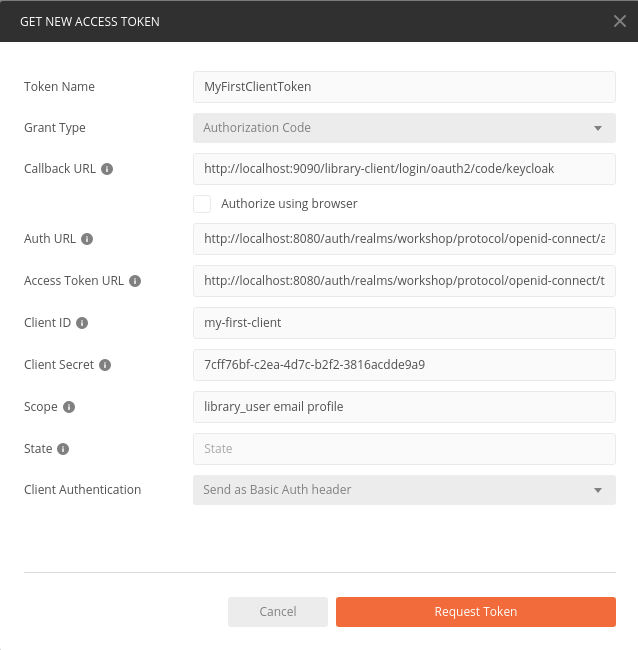 GET NEW ACCESS TOKEN
Token Name MyFirstClientToken
Grant Type Authorization Code
Callback URL http://localhost:9090/library-client/login/oauth2/code/keycloak
Authorize using browser
Auth URL http://localhost:8080/auth/realms/workshop/protocol/openid-connect/a
Access Token URL http://localhost:8080/auth/realms/workshop/protocol/openid-connect/t
Client ID my-first-client
Client Secret 7cff76bf-c2ea-4d7c-b2f2-3816acdde9a9
Scope library_user email profile
State State
Client Authentication Send as Basic Auth header
Cancel Request Token